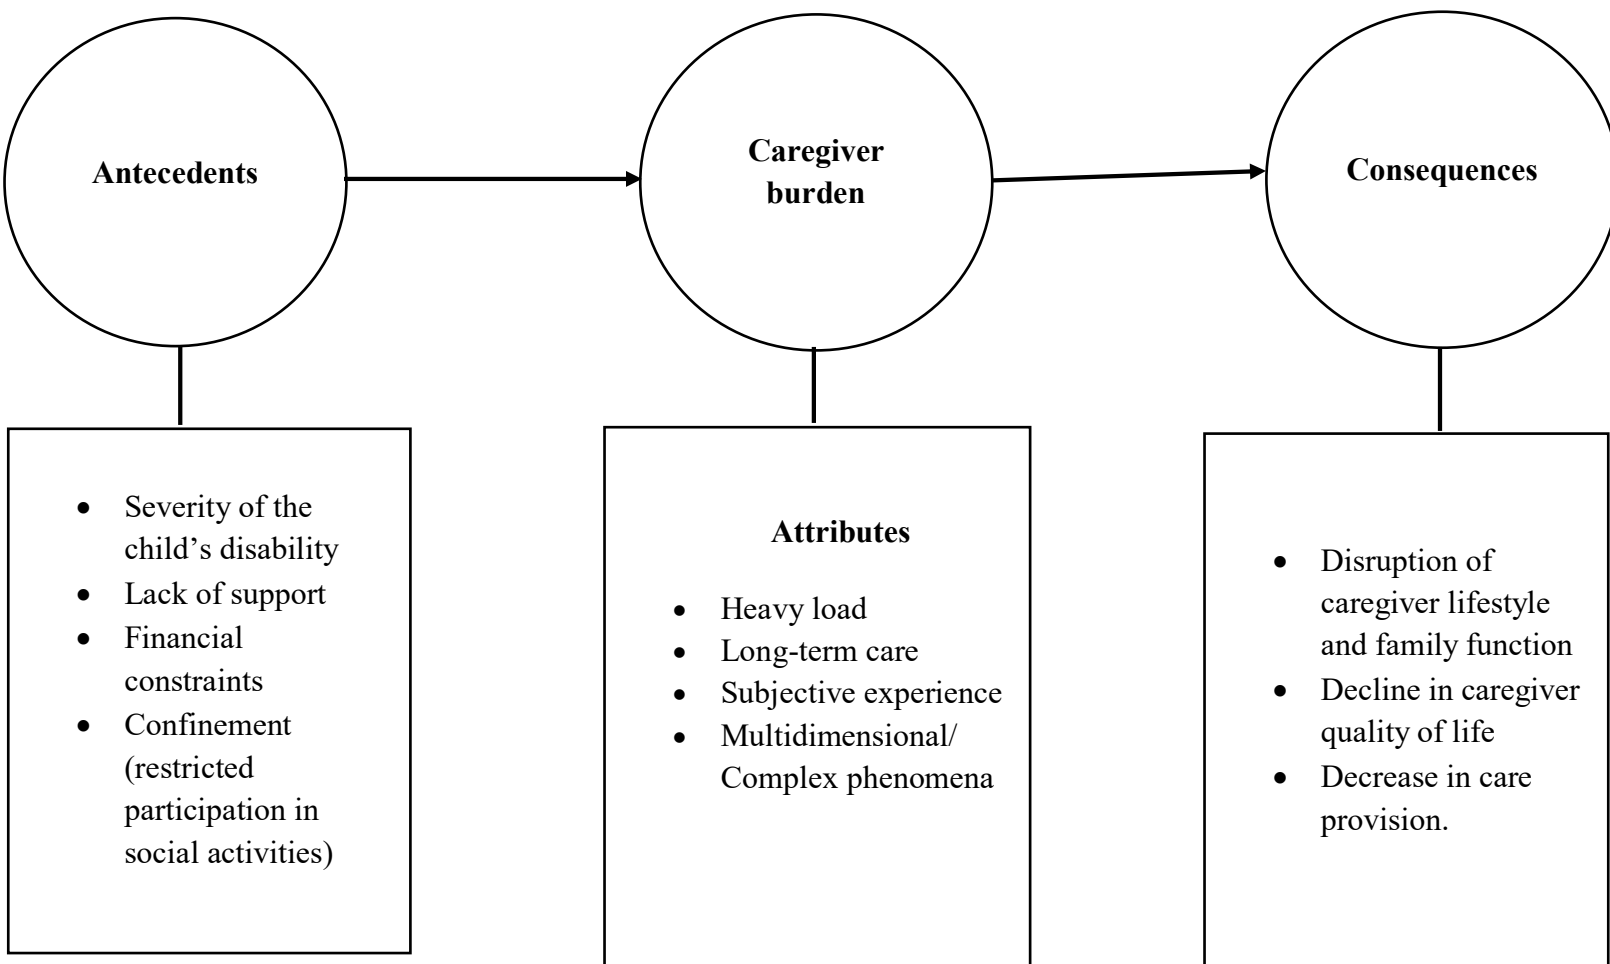 Antecedents
Caregiver
burden
Consequences
• Severity of the
child’s disability
• Lack of support
• Financial
constraints
• Confinement
(restricted
participation in
social activities)
Attributes
• Heavy load
• Long-term care
• Subjective experience
• Multidimensional/
Complex phenomena
• Disruption of
caregiver lifestyle
and family function
• Decline in caregiver
quality of life
• Decrease in care
provision.